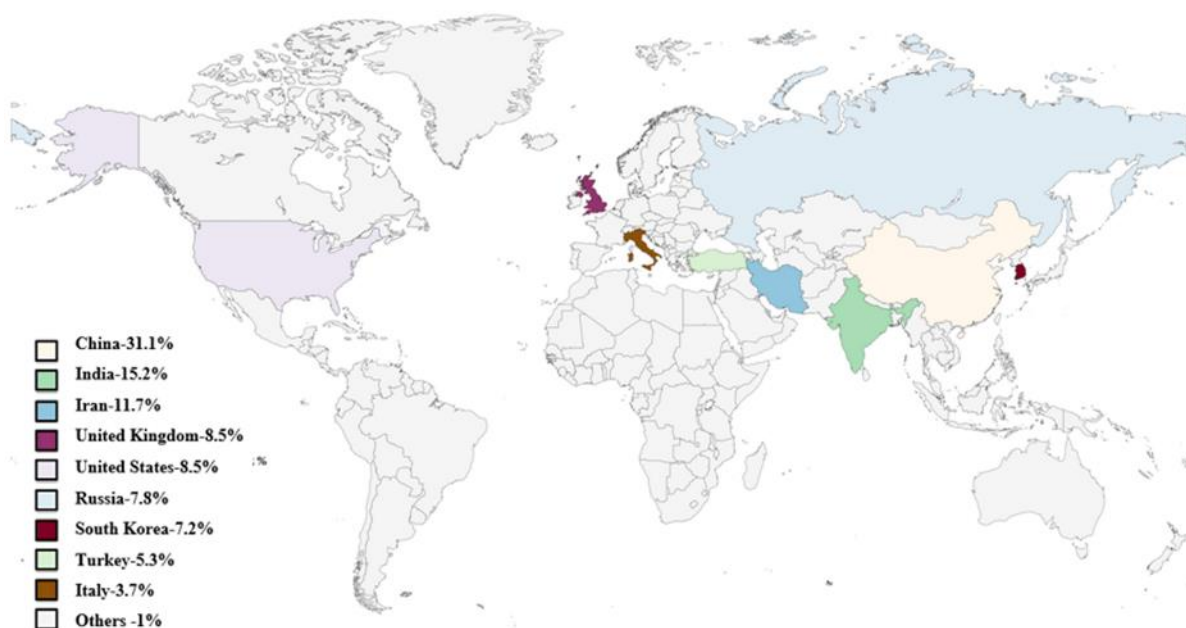 China-31.1%
India-15.2%
Iran-11.7%
United Kingdom-8.5%
United States-8.5%
Russia-7.8%
South Korea-7.2%
Turkey-5.3%
Italy-3.7%
Others -1%